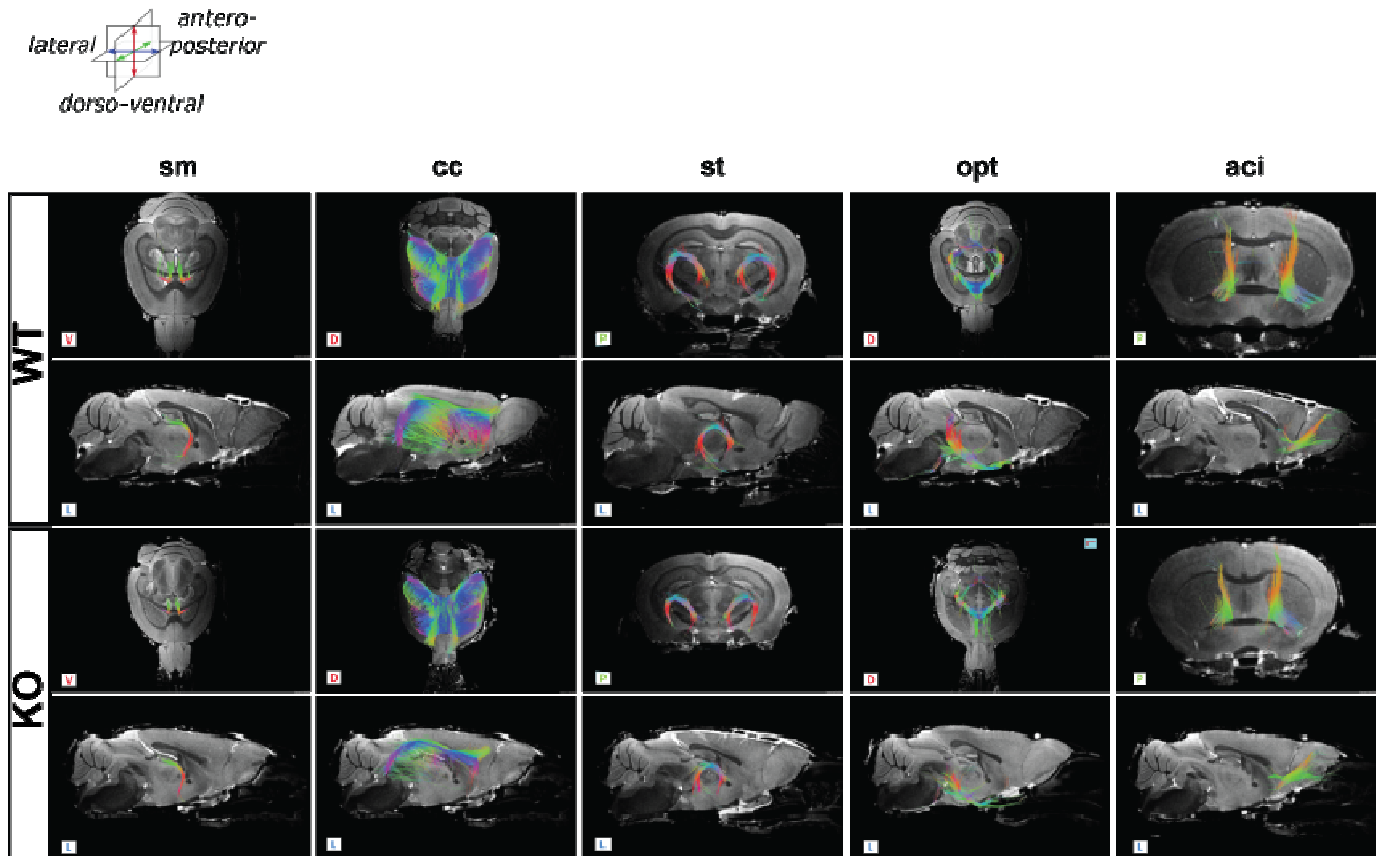 antero-
lateral posterior
dorso-ventral
sm cc st opt aci
WT
V D P D P
L L L L L
KO
V D P D P
L L L L L